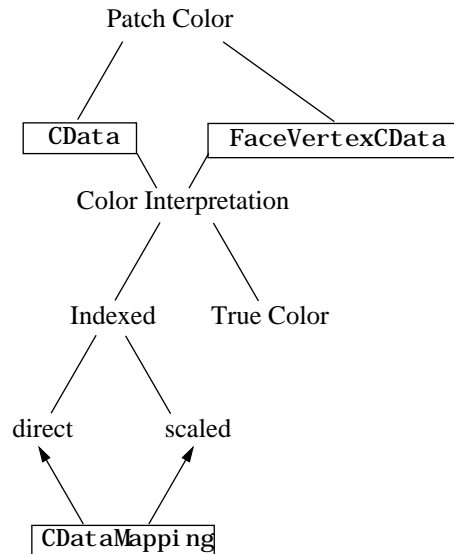 Patch Color
CData FaceVertexCData
Color Interpretation
Indexed True Color
direct scaled
CDataMapping